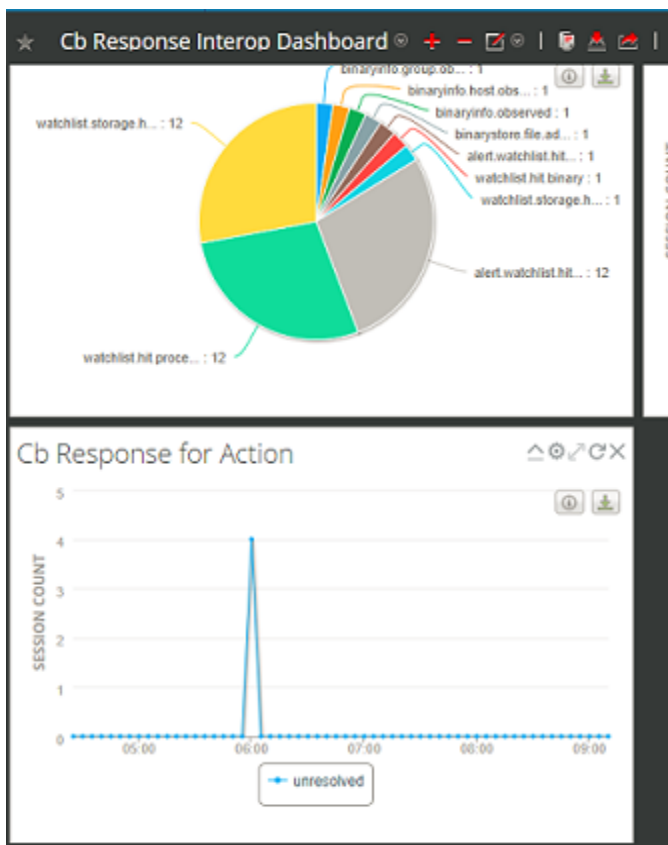 Cb Response Interop Dashboard
binaryinfo.group.ob... : 1
binaryinfo.host.obs... : 1
binaryinfo.observed : 1
binarystore.file.ad... : 1
alert.watchlist.hit... : 1
watchlist.hit.binary : 1
watchlist.storage.h... : 1
watchlist.storage.h... : 12
alert.watchlist.hit... : 12
watchlist.hit.proce... : 12
SESSION COUNT
Cb Response for Action
5
4
3
2
1
0
SESSION COUNT
05:00 06:00 07:00 08:00 09:00
unresolved